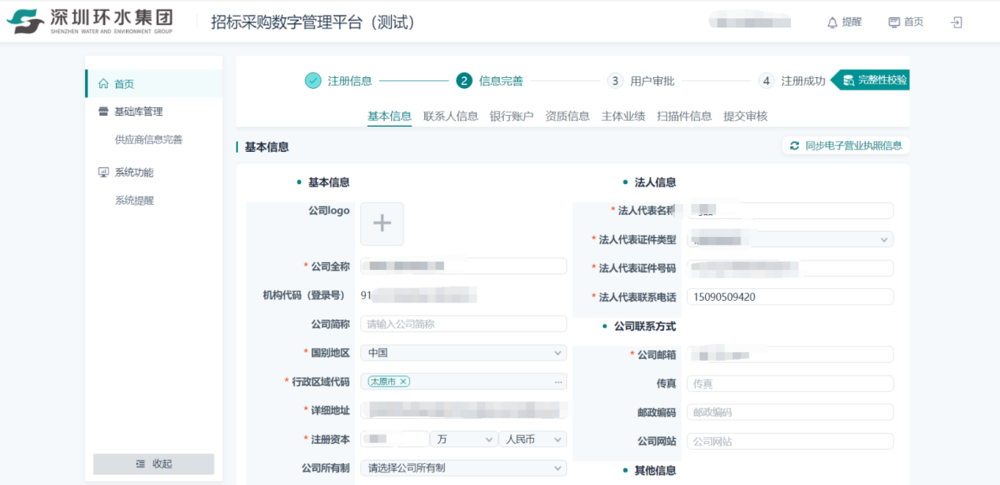 深圳环水集团
SHENZHEN WATER AND ENVIRONMENT GROUP
招标采购数字管理平台（测试）
提醒
首页
首页
基础库管理
供应商信息完善
系统功能
系统提醒
收起
注册信息
2 信息完善
3 用户审批
4 注册成功
完整性校验
基本信息 联系人信息 银行账户 资质信息 主体业绩 扫描件信息 提交审核
基本信息
同步电子营业执照信息
基本信息
公司logo
* 公司全称
机构代码（登录号） 91
公司简称 请输入公司简称
* 国别地区 中国
* 行政区域代码 太原市 × ...
* 详细地址
* 注册资本 万 人民币
公司所有制 请选择公司所有制
法人信息
* 法人代表名称
* 法人代表证件类型
* 法人代表证件号码
* 法人代表联系电话 15090509420
公司联系方式
* 公司邮箱
传真 传真
邮政编码 邮政编码
公司网站 公司网站
其他信息